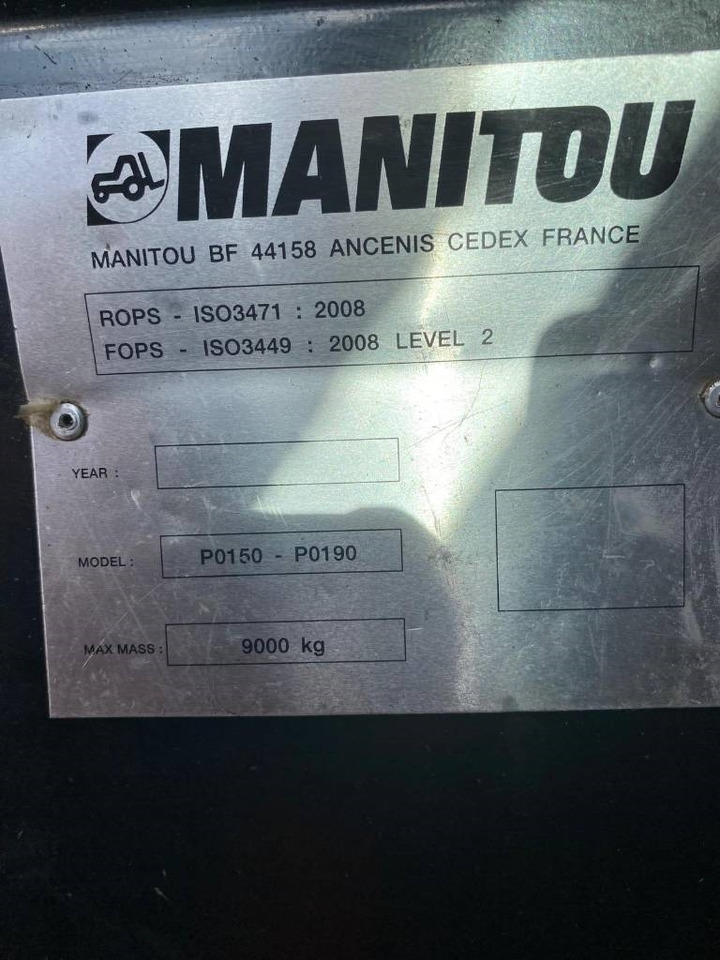 MANITOU
MANITOU BF 44158 ANCENIS CEDEX FRANCE
ROPS - ISO3471 : 2008
FOPS - ISO3449 : 2008 LEVEL 2
YEAR :
MODEL : P0150 - P0190
MAX MASS : 9000 kg